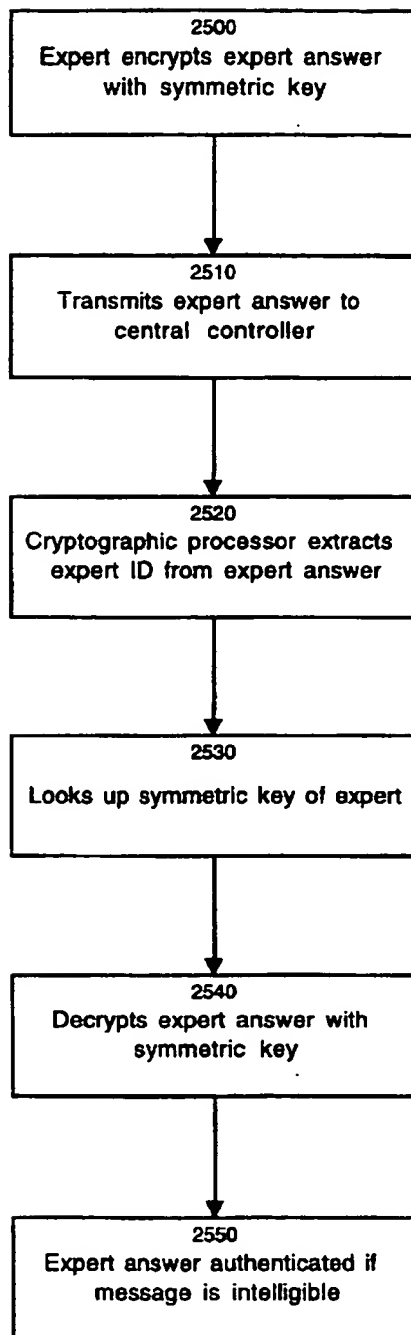 2500
Expert encrypts expert answer
with symmetric key
2510
Transmits expert answer to
central controller
2520
Cryptographic processor extracts
expert ID from expert answer
2530
Looks up symmetric key of expert
2540
Decrypts expert answer with
symmetric key
2550
Expert answer authenticated if
message is intelligible